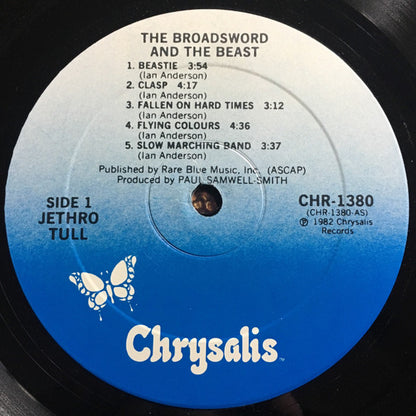 THE BROADSWORD
AND THE BEAST
1. BEASTIE 3:54
(Ian Anderson)
2. CLASP 4:17
(Ian Anderson)
3. FALLEN ON HARD TIMES 3:12
(Ian Anderson)
4. FLYING COLOURS 4:36
(Ian Anderson)
5. SLOW MARCHING BAND 3:37
(Ian Anderson)
Published by Rare Blue Music, Inc. (ASCAP)
Produced by PAUL SAMWELL-SMITH
SIDE 1
JETHRO
TULL
CHR-1380
(CHR-1380-AS)
℗ 1982 Chrysalis
Records
Chrysalis™